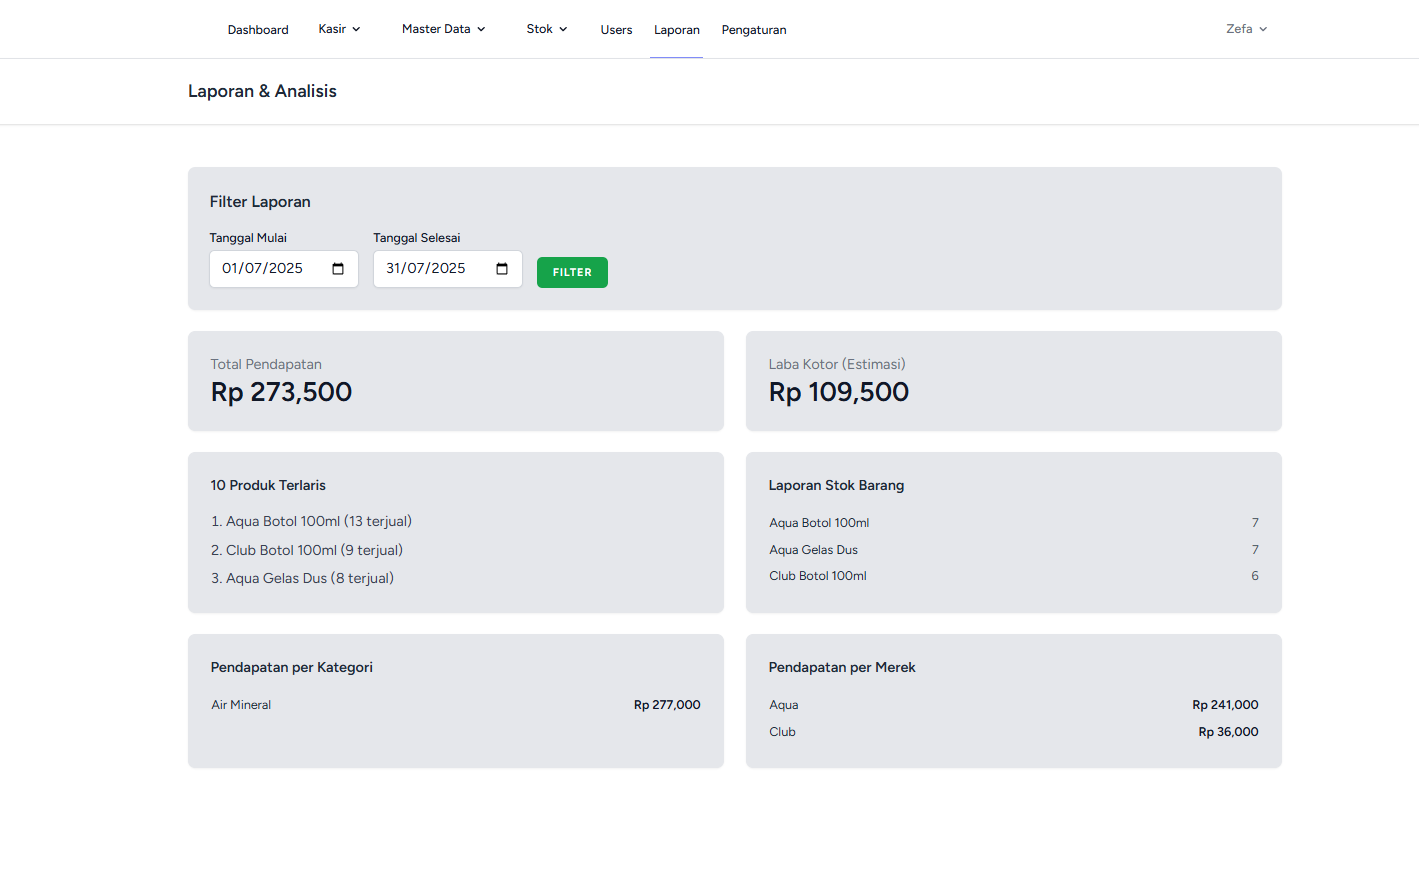 Dashboard Kasir Master Data Stok Users Laporan Pengaturan Zefa
Laporan & Analisis
Filter Laporan
Tanggal Mulai Tanggal Selesai
01/07/2025 31/07/2025 FILTER
Total Pendapatan
Rp 273,500
Laba Kotor (Estimasi)
Rp 109,500
10 Produk Terlaris
1. Aqua Botol 100ml (13 terjual)
2. Club Botol 100ml (9 terjual)
3. Aqua Gelas Dus (8 terjual)
Laporan Stok Barang
Aqua Botol 100ml 7
Aqua Gelas Dus 7
Club Botol 100ml 6
Pendapatan per Kategori
Air Mineral Rp 277,000
Pendapatan per Merek
Aqua Rp 241,000
Club Rp 36,000